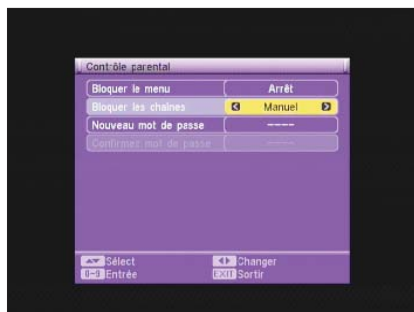 Contrôle parental
Bloquer le menu Arrêt
Bloquer les chaînes Manuel
Nouveau mot de passe ----
Confirmer mot de passe
Sélect Changer
0-9 Entrée EXIT Sortir